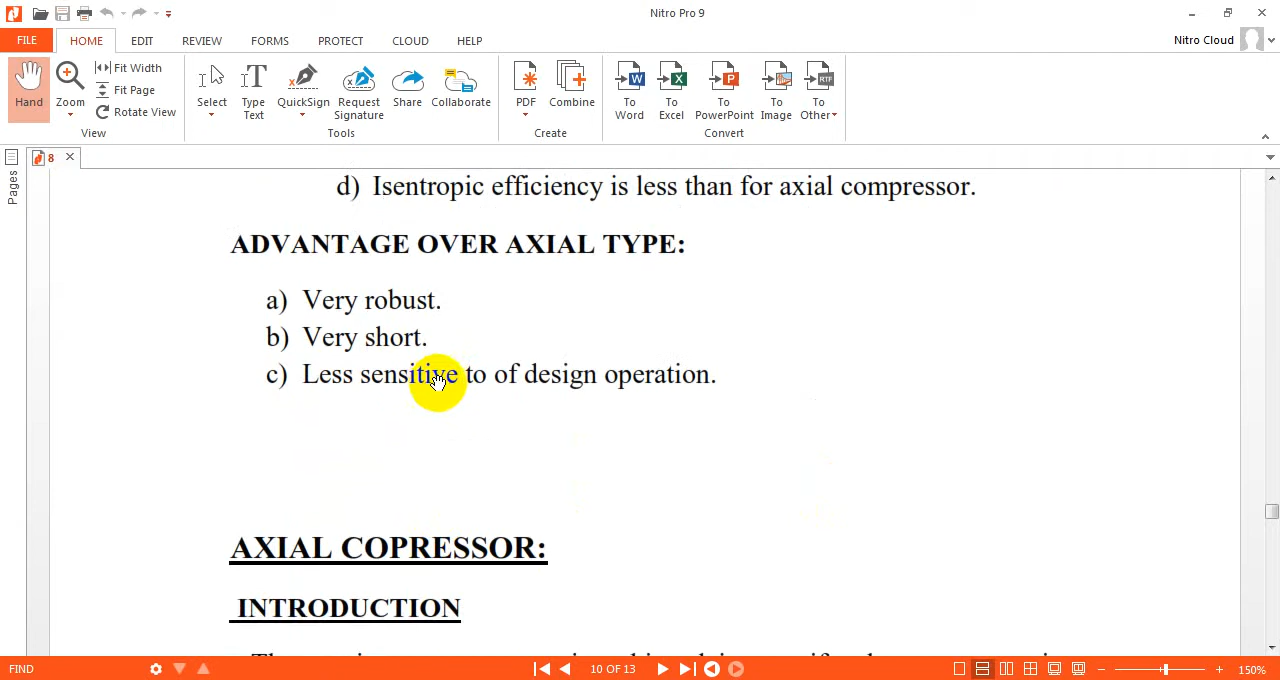 Nitro Pro 9
FILE HOME EDIT REVIEW FORMS PROTECT CLOUD HELP
Nitro Cloud
Hand
Zoom
Fit Width
Fit Page
Rotate View
View
Select
Type Text
QuickSign
Request Signature
Share
Collaborate
Tools
PDF
Combine
Create
To Word
To Excel
To PowerPoint
To Image
To Other
Convert
8
Pages
d) Isentropic efficiency is less than for axial compressor.
ADVANTAGE OVER AXIAL TYPE:
a) Very robust.
b) Very short.
c) Less sensitive to of design operation.
AXIAL COPRESSOR:
INTRODUCTION
FIND
10 OF 13
150%